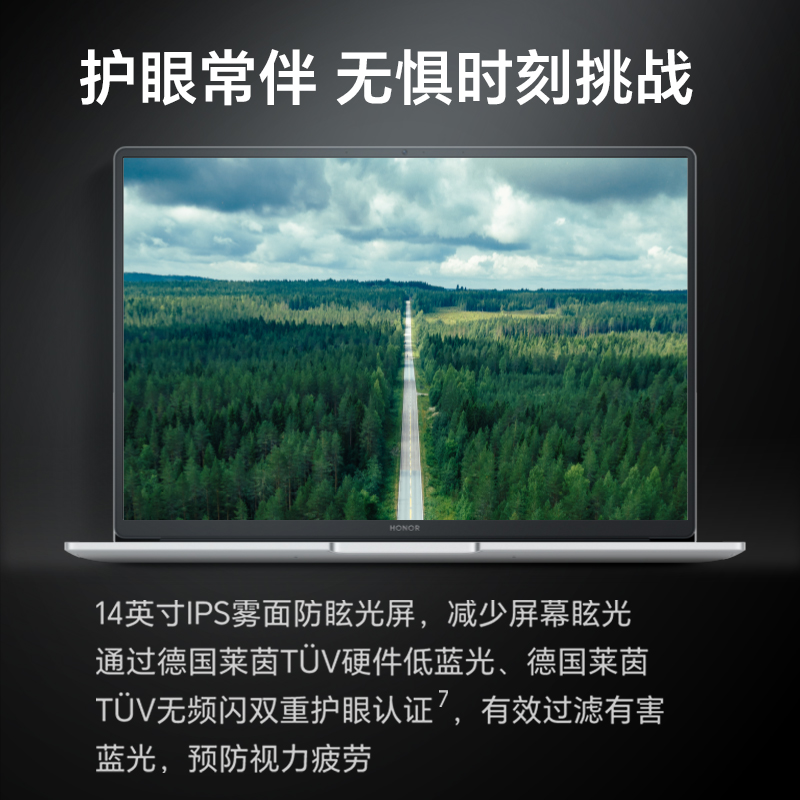 护眼常伴 无惧时刻挑战
HONOR
14英寸IPS雾面防眩光屏，减少屏幕眩光
通过德国莱茵TÜV硬件低蓝光、德国莱茵
TÜV无频闪双重护眼认证7，有效过滤有害
蓝光，预防视力疲劳